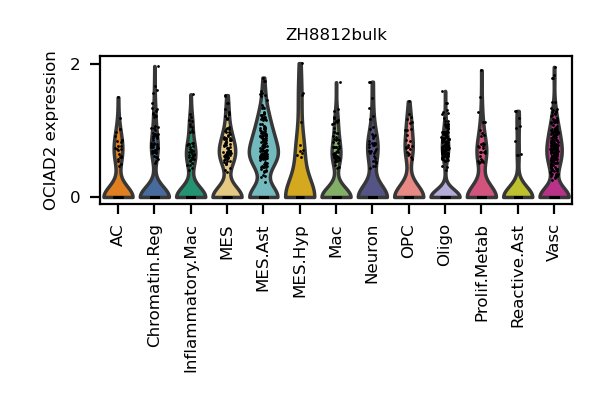 ZH8812bulk
OCIAD2 expression
2
0
AC
Chromatin.Reg
Inflammatory.Mac
MES
MES.Ast
MES.Hyp
Mac
Neuron
OPC
Oligo
Prolif.Metab
Reactive.Ast
Vasc